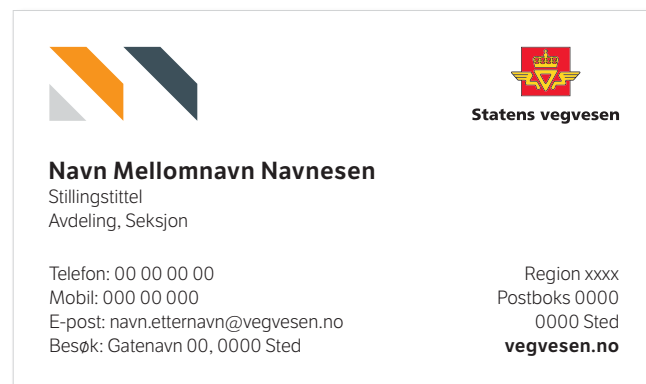 Statens vegvesen
Navn Mellomnavn Navnesen
Stillingstittel
Avdeling, Seksjon
Telefon: 00 00 00 00
Mobil: 000 00 000
E-post: navn.etternavn@vegvesen.no
Besøk: Gatenavn 00, 0000 Sted
Region xxxx
Postboks 0000
0000 Sted
vegvesen.no